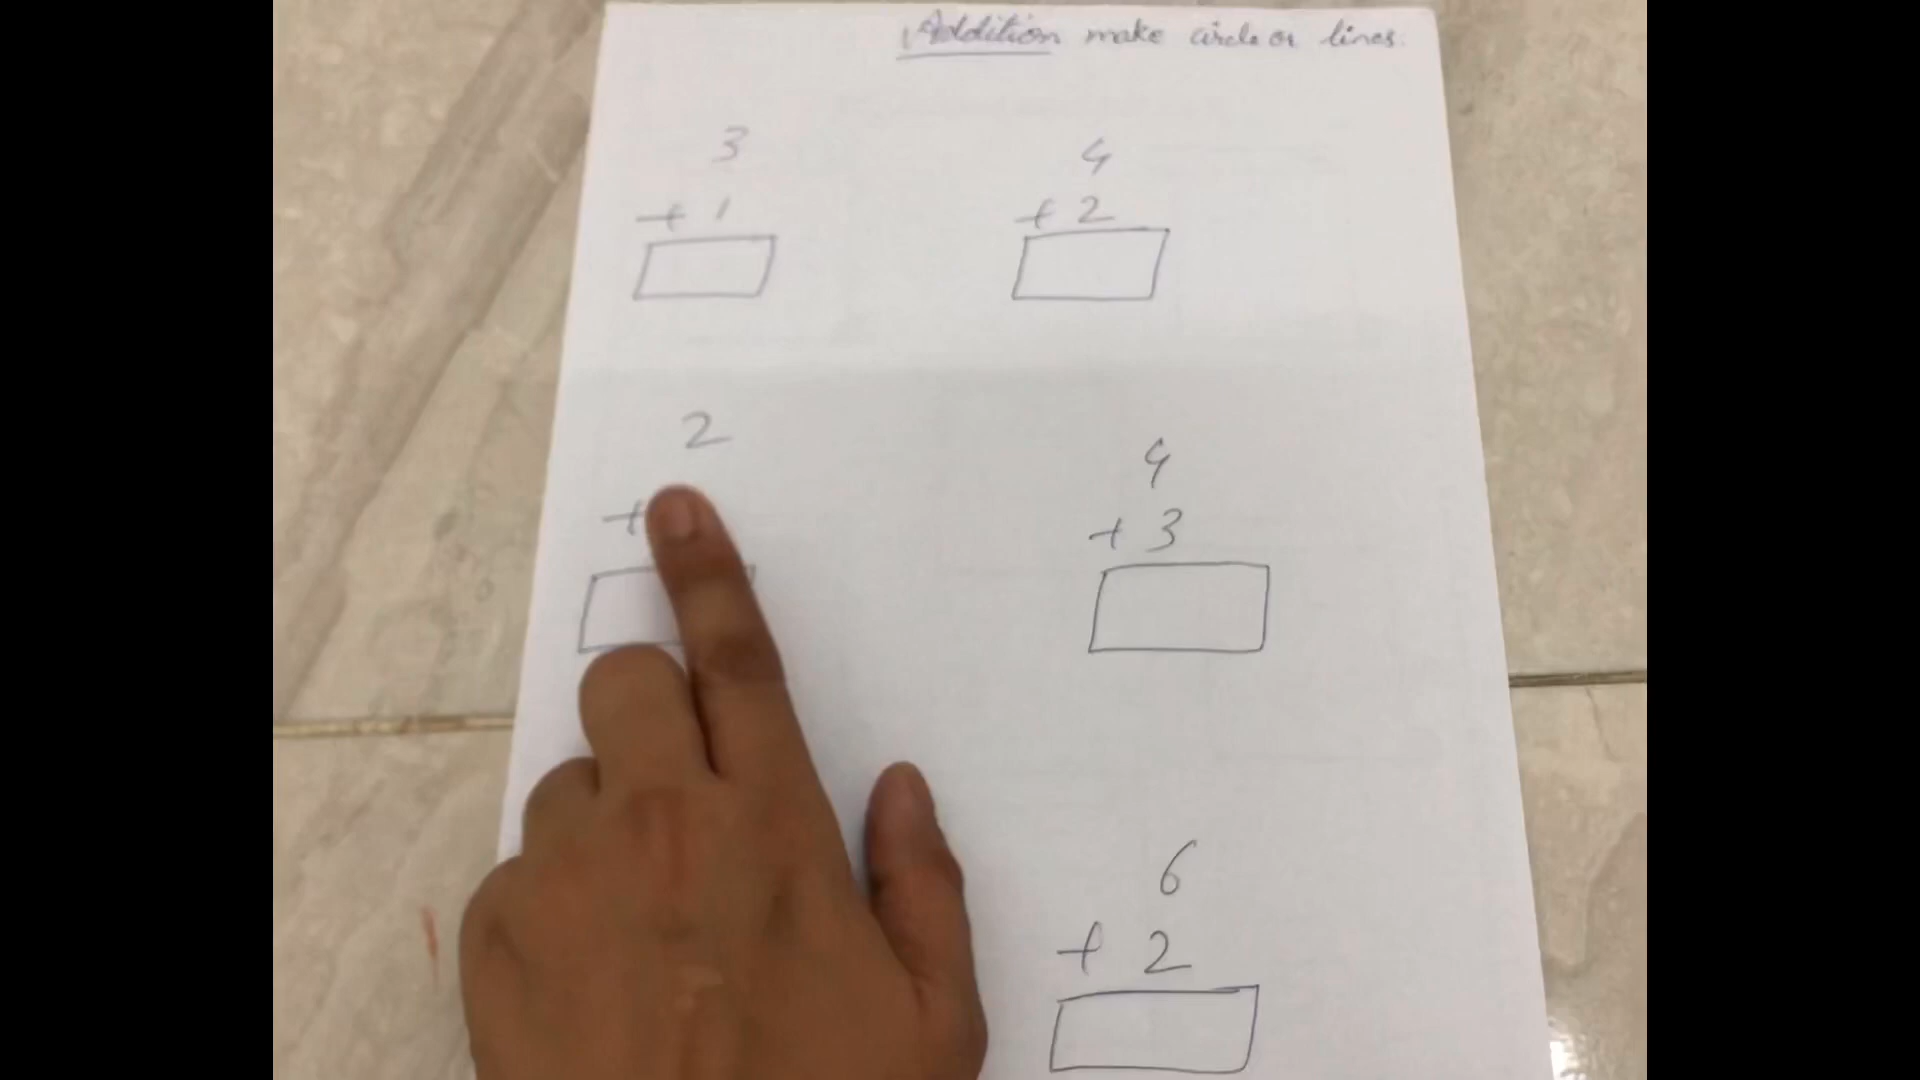 Addition make circle or lines.
3 4
+ 1 + 2
2 4
+ + 3
6
+ 2